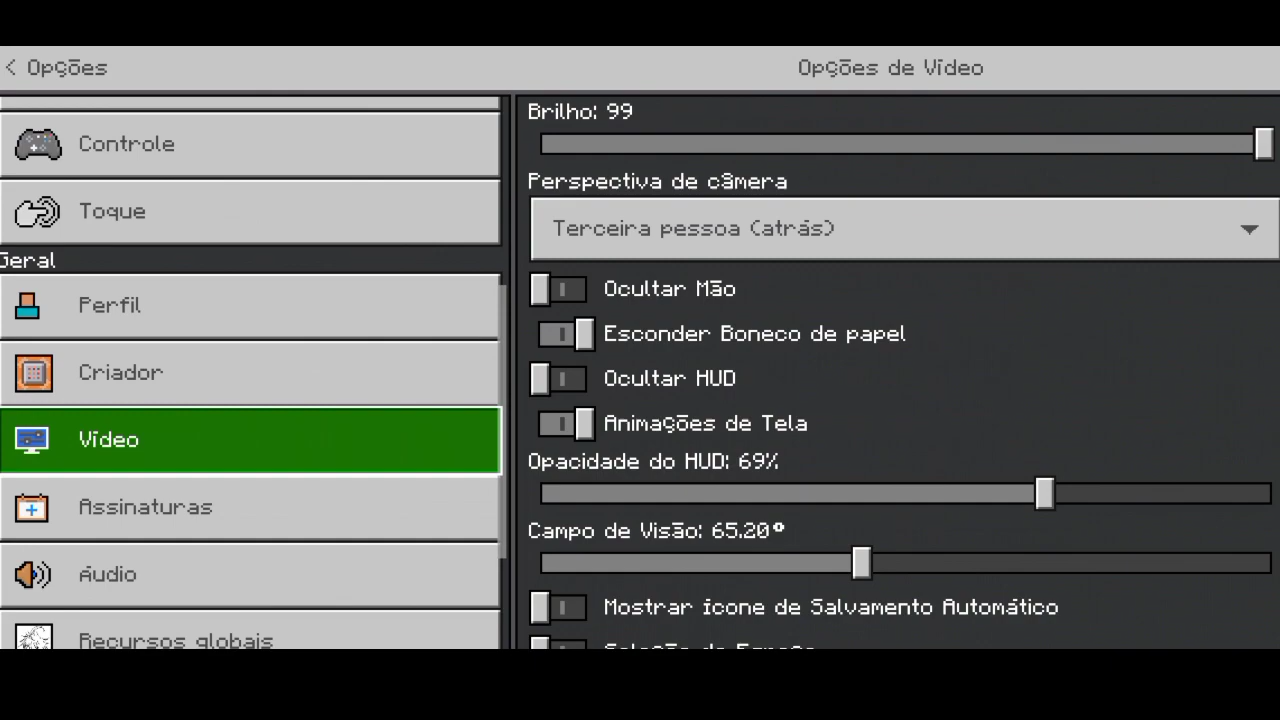 < Opções
Opções de Vídeo
Controle
Toque
Geral
Perfil
Criador
Vídeo
Assinaturas
Áudio
Recursos globais
Brilho: 99
Perspectiva de câmera
Terceira pessoa (atrás)
Ocultar Mão
Esconder Boneco de papel
Ocultar HUD
Animações de Tela
Opacidade do HUD: 69%
Campo de Visão: 65.20°
Mostrar ícone de Salvamento Automático